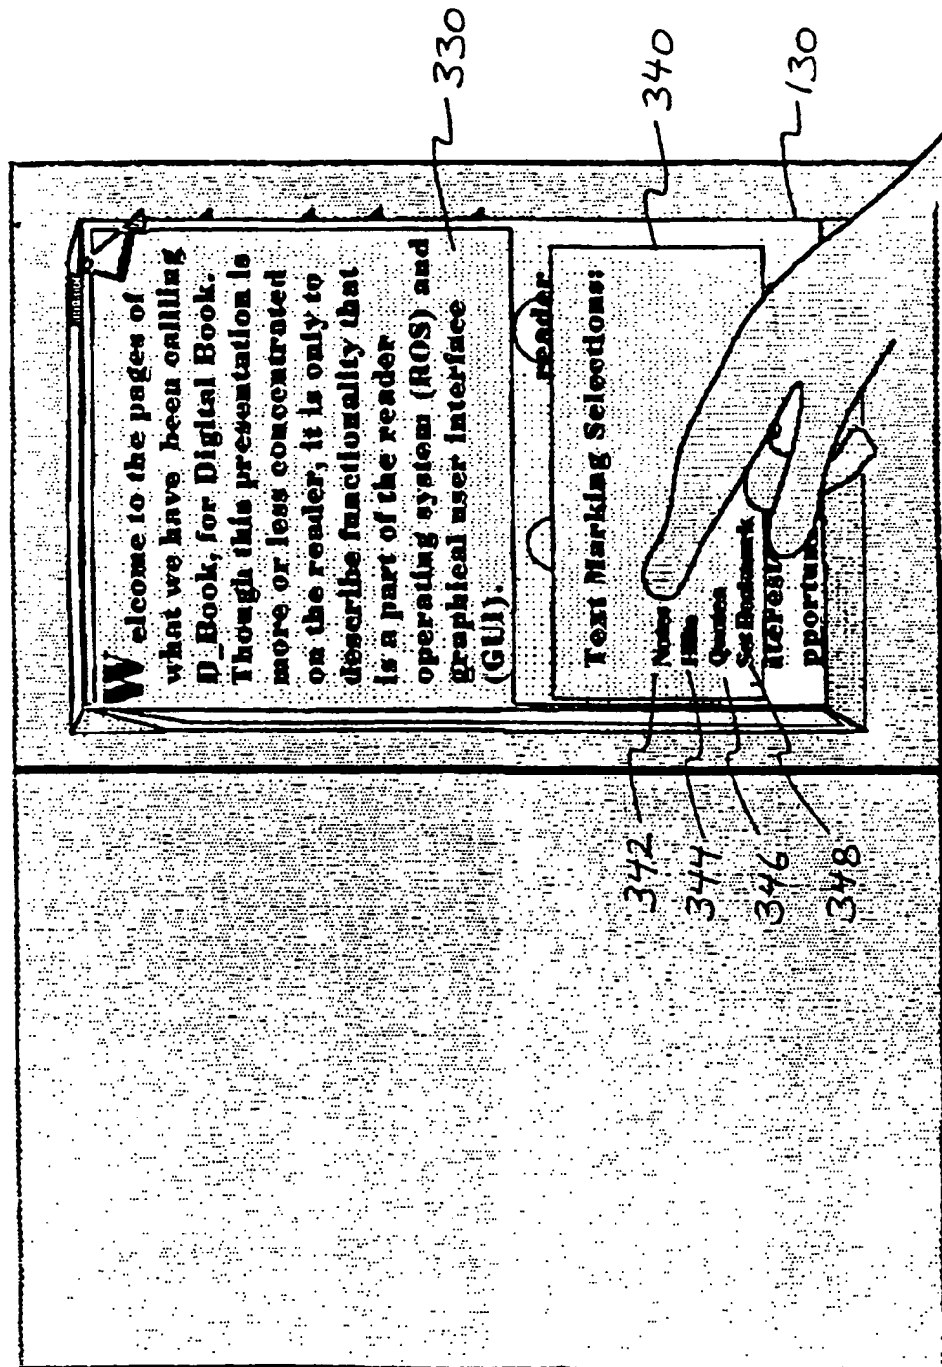 Welcome to the pages of
what we have been callling
D_Book, for Digital Book.
Though this presentation is
more or less concentrated
on the reader, it is only to
describe functionality that
is a part of the reader
operating system (ROS) and
graphical user interface
(GUI).
reader
Text Marking Selections:
Notes
Quotes
Set Bookmark
330
340
130
342
344
346
348